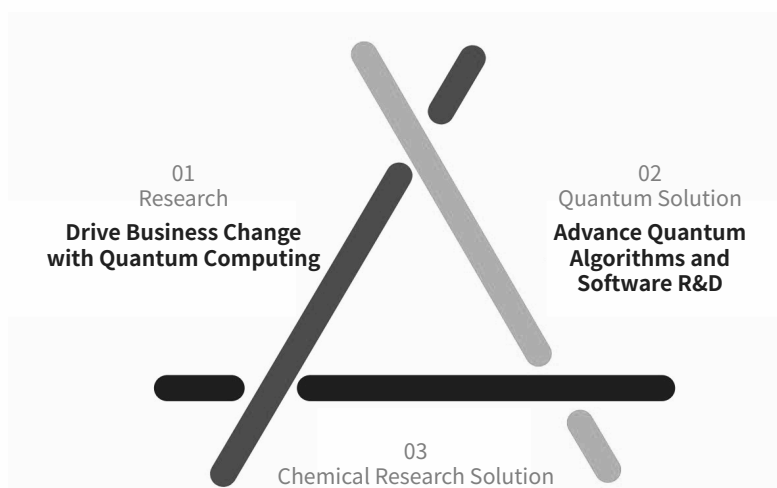 01
Research
Drive Business Change
with Quantum Computing
02
Quantum Solution
Advance Quantum
Algorithms and
Software R&D
03
Chemical Research Solution